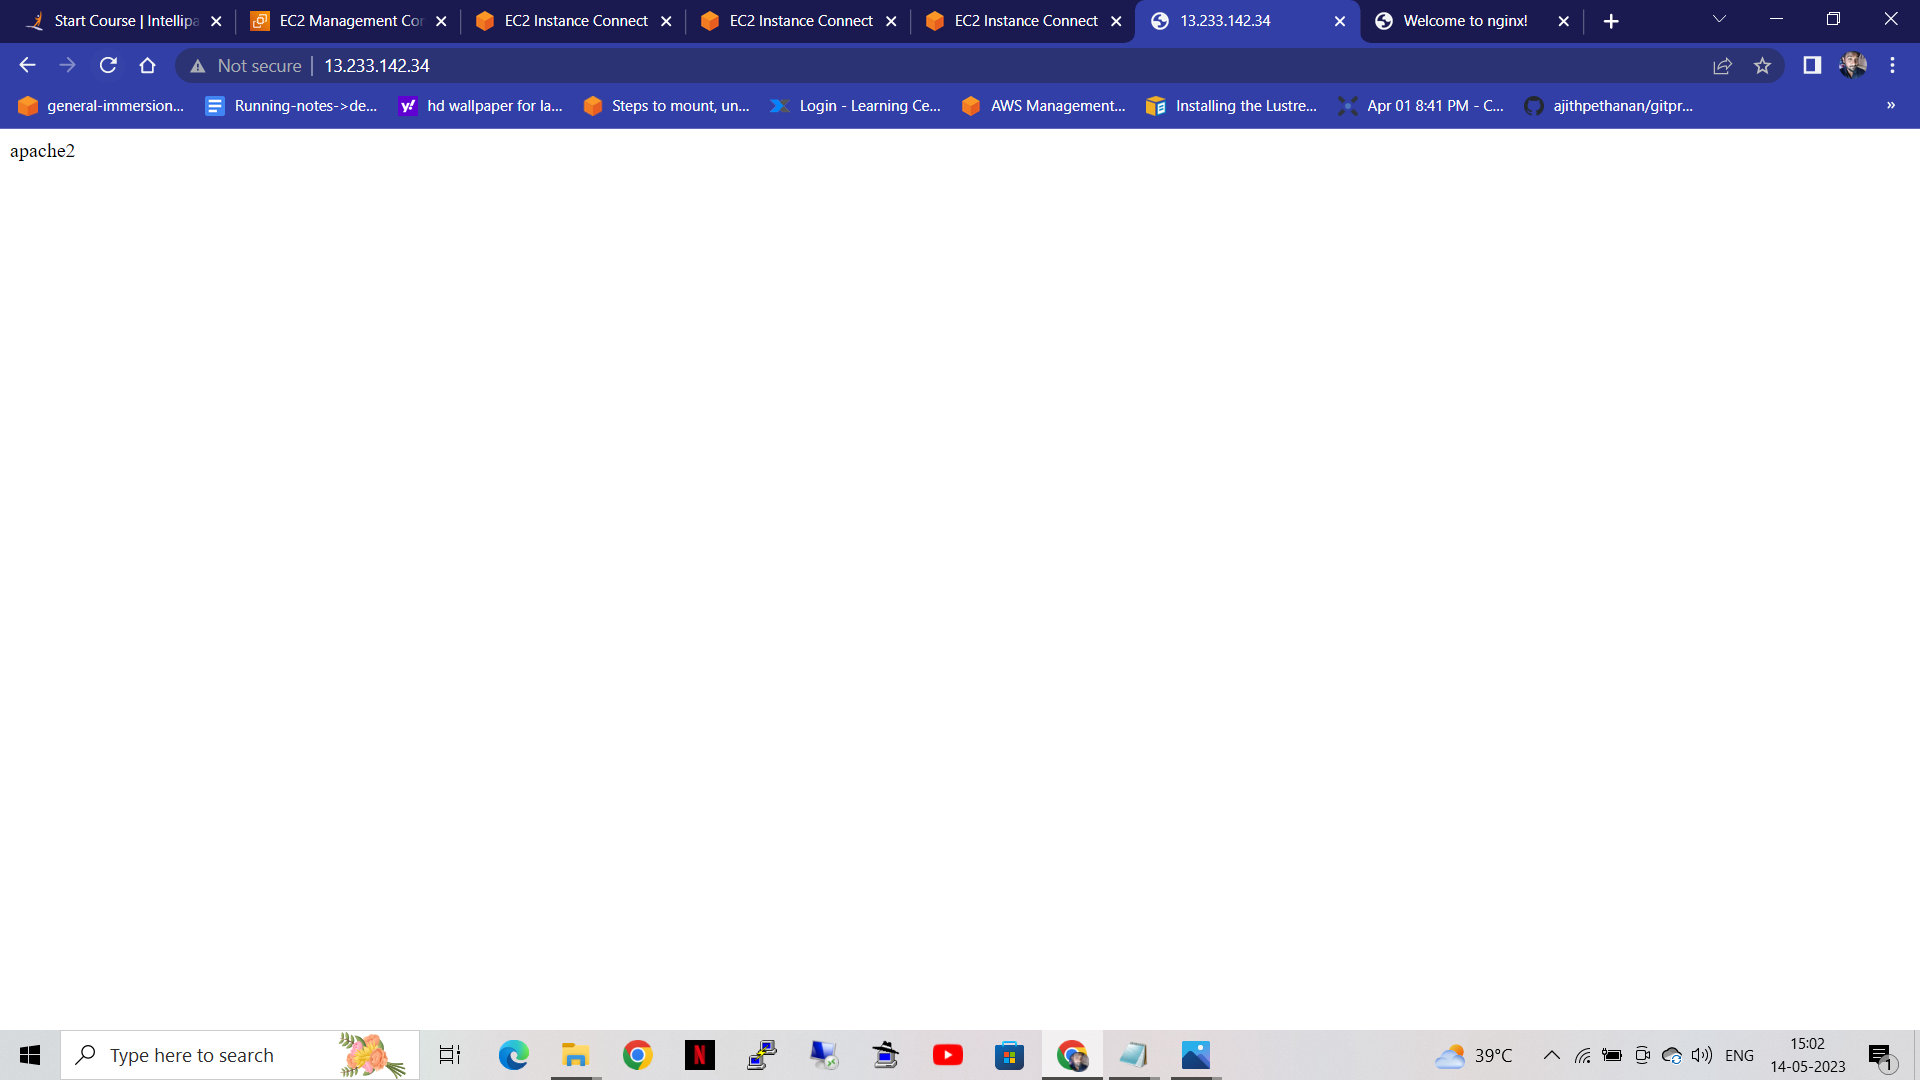 Start Course | Intellipa
EC2 Management Con
EC2 Instance Connect
EC2 Instance Connect
EC2 Instance Connect
13.233.142.34
Welcome to nginx!
Not secure | 13.233.142.34
general-immersion...
Running-notes->de...
hd wallpaper for la...
Steps to mount, un...
Login - Learning Ce...
AWS Management...
Installing the Lustre...
Apr 01 8:41 PM - C...
ajithpethanan/gitpr...
»
apache2
Type here to search
39°C
ENG
15:02
14-05-2023
1